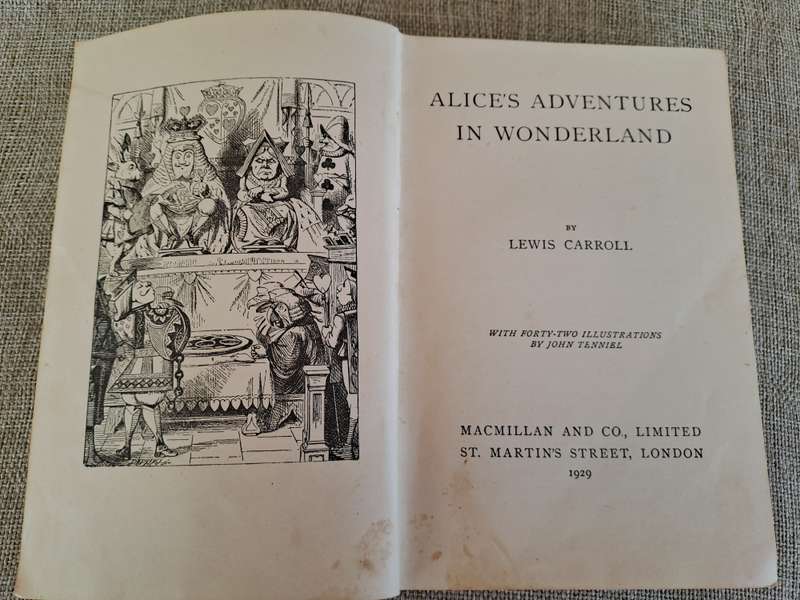 ALICE'S ADVENTURES
IN WONDERLAND
BY
LEWIS CARROLL
WITH FORTY-TWO ILLUSTRATIONS
BY JOHN TENNIEL
MACMILLAN AND CO., LIMITED
ST. MARTIN'S STREET, LONDON
1929